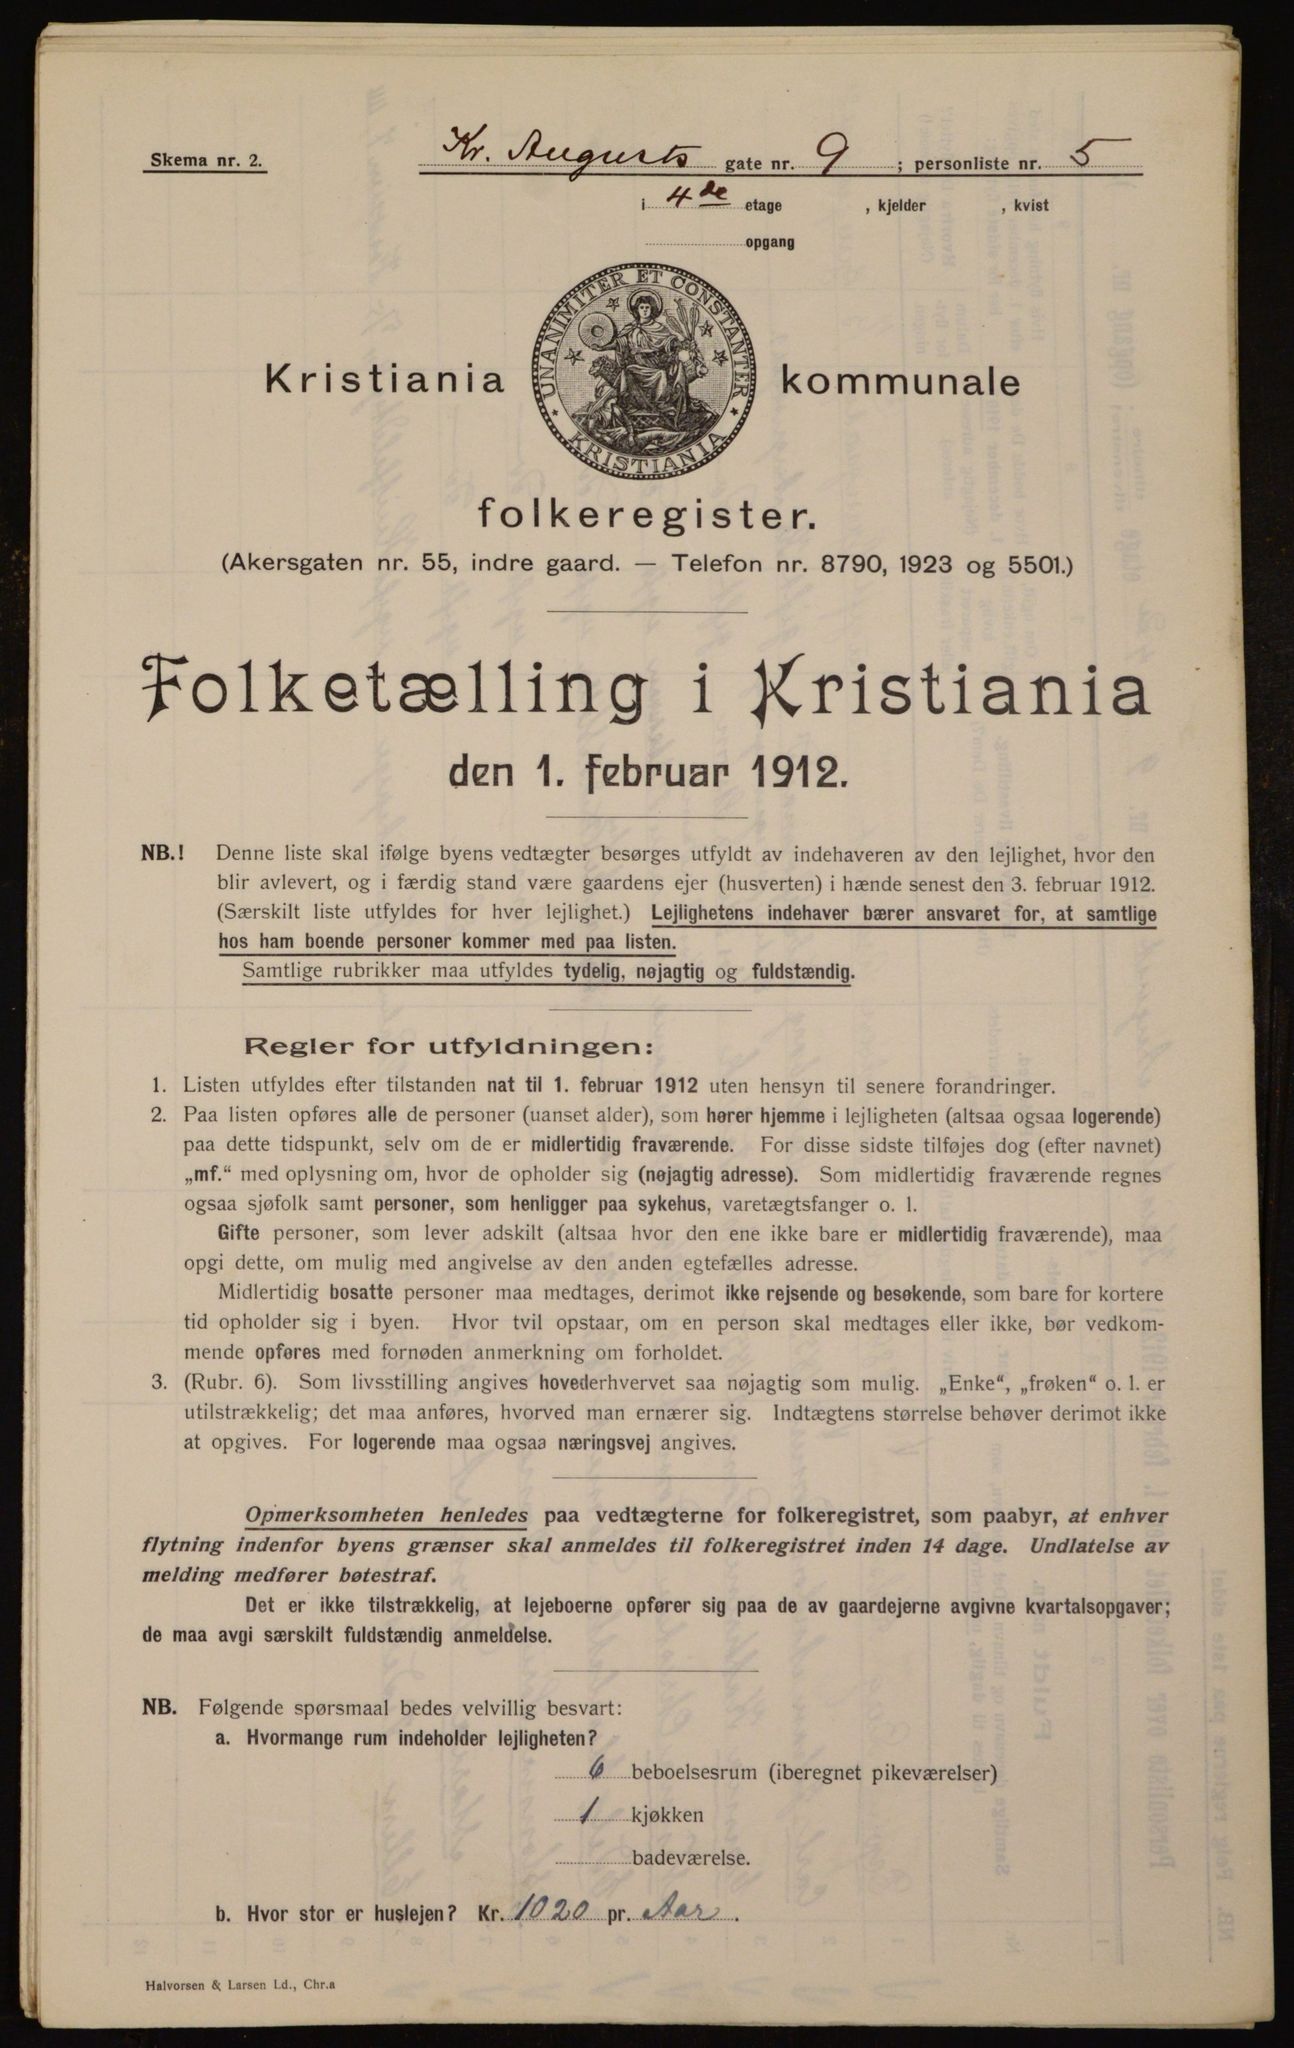 Skema nr. 2.
Kr. Augusts gate nr. 9 ; personliste nr. 5
i 4de etage , kjelder , kvist
opgang
UNANIMITER ET CONSTANTER
KRISTIANIA
Kristiania kommunale
folkeregister.
(Akersgaten nr. 55, indre gaard. — Telefon nr. 8790, 1923 og 5501.)
Folketælling i Kristiania
den 1. februar 1912.
NB.! Denne liste skal ifølge byens vedtægter besørges utfyldt av indehaveren av den lejlighet, hvor den
blir avlevert, og i færdig stand være gaardens ejer (husverten) i hænde senest den 3. februar 1912.
(Særskilt liste utfyldes for hver lejlighet.) Lejlighetens indehaver bærer ansvaret for, at samtlige
hos ham boende personer kommer med paa listen.
Samtlige rubrikker maa utfyldes tydelig, nøjagtig og fuldstændig.
Regler for utfyldningen:
1. Listen utfyldes efter tilstanden nat til 1. februar 1912 uten hensyn til senere forandringer.
2. Paa listen opføres alle de personer (uanset alder), som hører hjemme i lejligheten (altsaa ogsaa logerende)
paa dette tidspunkt, selv om de er midlertidig fraværende. For disse sidste tilføjes dog (efter navnet)
„mf.“ med oplysning om, hvor de opholder sig (nøjagtig adresse). Som midlertidig fraværende regnes
ogsaa sjøfolk samt personer, som henligger paa sykehus, varetægtsfanger o. l.
Gifte personer, som lever adskilt (altsaa hvor den ene ikke bare er midlertidig fraværende), maa
opgi dette, om mulig med angivelse av den anden egtefælles adresse.
Midlertidig bosatte personer maa medtages, derimot ikke rejsende og besøkende, som bare for kortere
tid opholder sig i byen. Hvor tvil opstaar, om en person skal medtages eller ikke, bør vedkom-
mende opføres med fornøden anmerkning om forholdet.
3. (Rubr. 6). Som livsstilling angives hovederhvervet saa nøjagtig som mulig. „Enke“, „frøken“ o. l. er
utilstrækkelig; det maa anføres, hvorved man ernærer sig. Indtægtens størrelse behøver derimot ikke
at opgives. For logerende maa ogsaa næringsvej angives.
Opmerksomheten henledes paa vedtægterne for folkeregistret, som paabyr, at enhver
flytning indenfor byens grænser skal anmeldes til folkeregistret inden 14 dage. Undlatelse av
melding medfører bøtestraf.
Det er ikke tilstrækkelig, at lejeboerne opfører sig paa de av gaardejerne avgivne kvartalsopgaver;
de maa avgi særskilt fuldstændig anmeldelse.
NB. Følgende spørsmaal bedes velvillig besvart:
a. Hvormange rum indeholder lejligheten?
6 beboelsesrum (iberegnet pikeværelser)
1 kjøkken
badeværelse.
b. Hvor stor er huslejen? Kr. 1020 pr. Aar.
Halvorsen & Larsen Ld., Chr.a